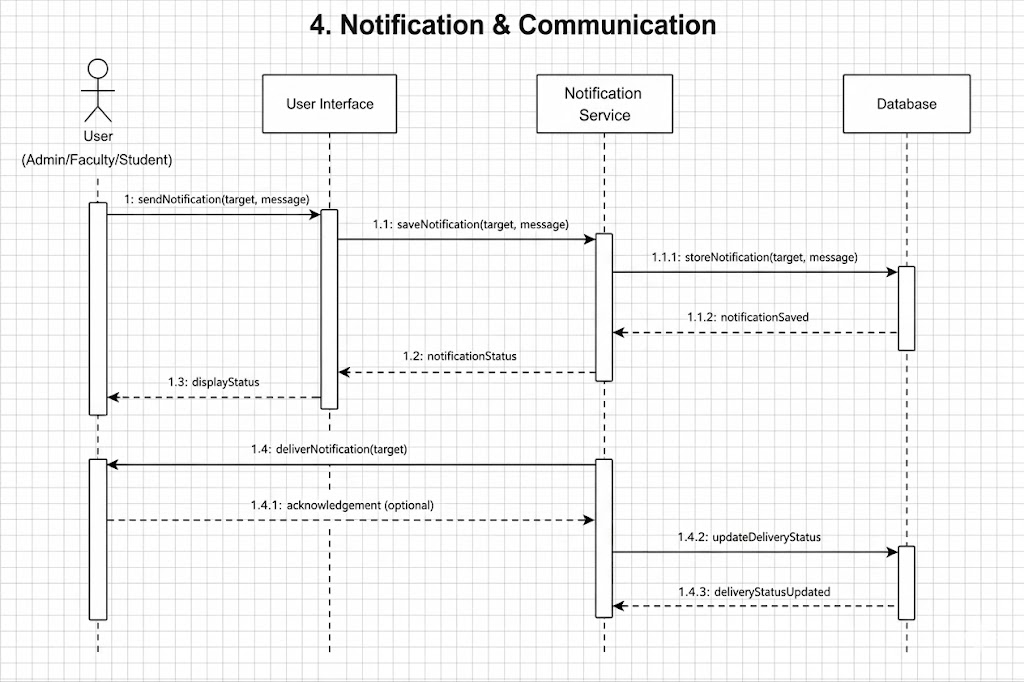 4. Notification & Communication
User
(Admin/Faculty/Student)
User Interface
Notification
Service
Database
1: sendNotification(target, message)
1.1: saveNotification(target, message)
1.1.1: storeNotification(target, message)
1.1.2: notificationSaved
1.2: notificationStatus
1.3: displayStatus
1.4: deliverNotification(target)
1.4.1: acknowledgement (optional)
1.4.2: updateDeliveryStatus
1.4.3: deliveryStatusUpdated